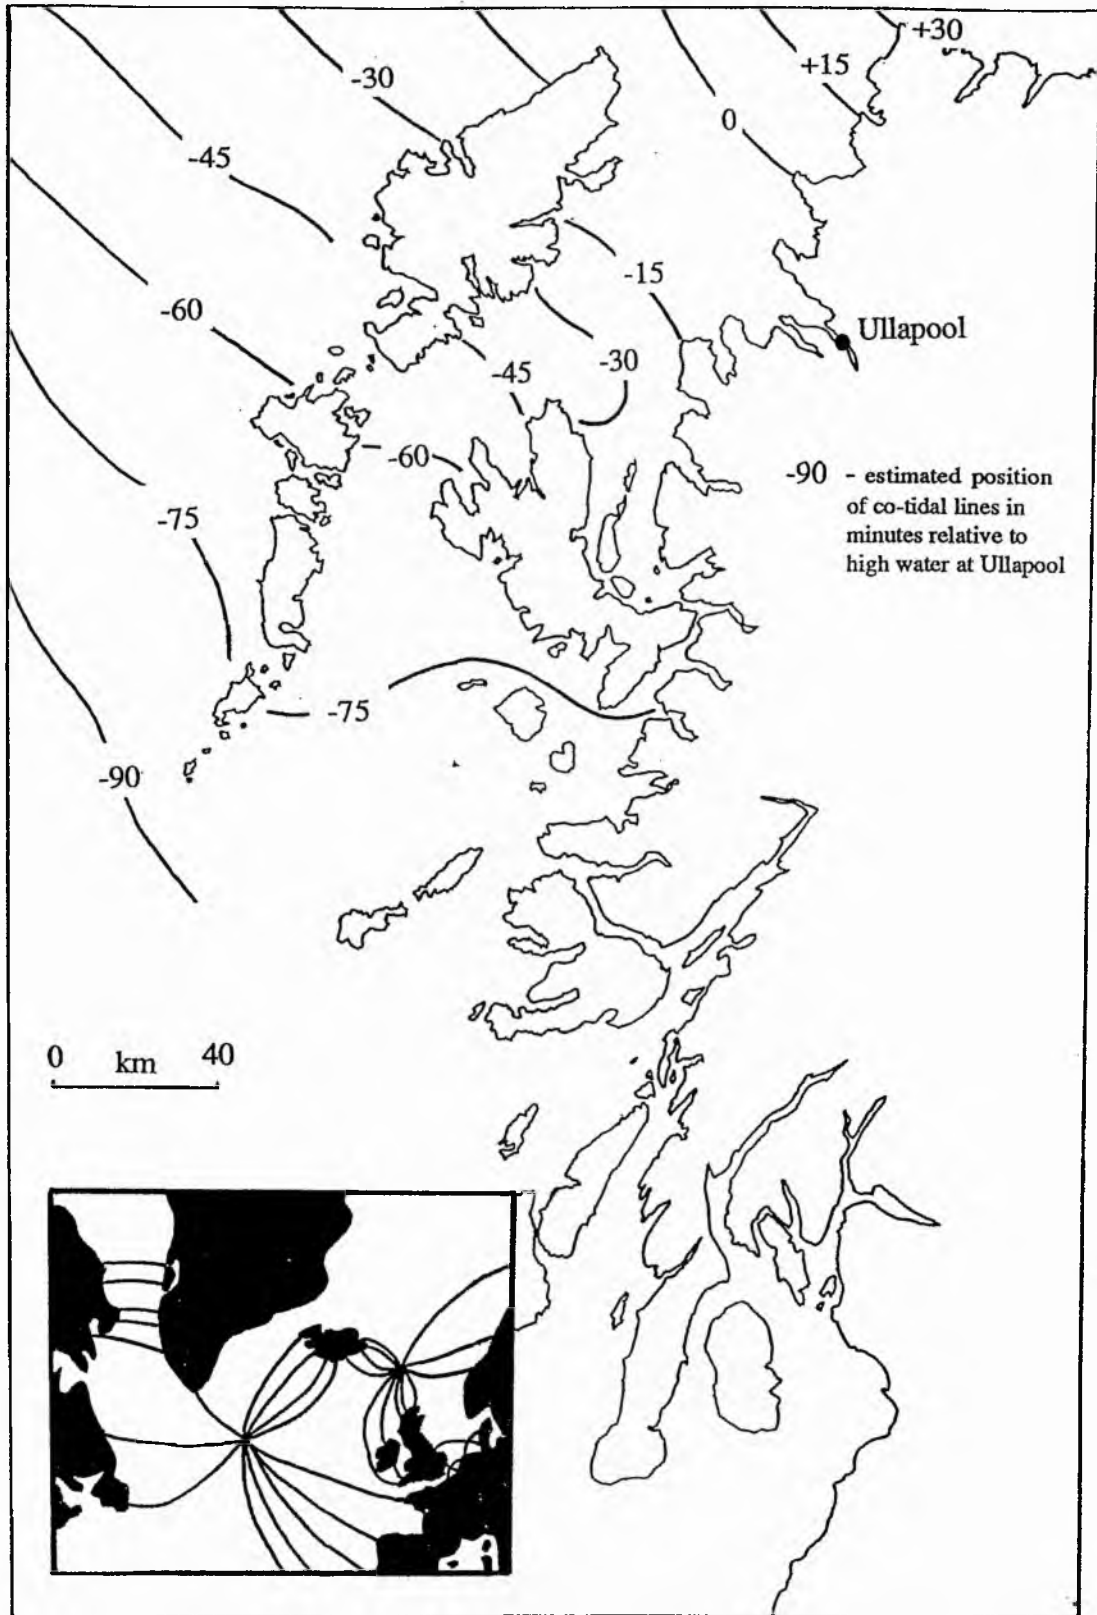 +30
+15
-30
0
-45
-15
-60
Ullapool
-30
-45
-60
-90 - estimated position
of co-tidal lines in
minutes relative to
high water at Ullapool
-75
-75
-90
0 km 40